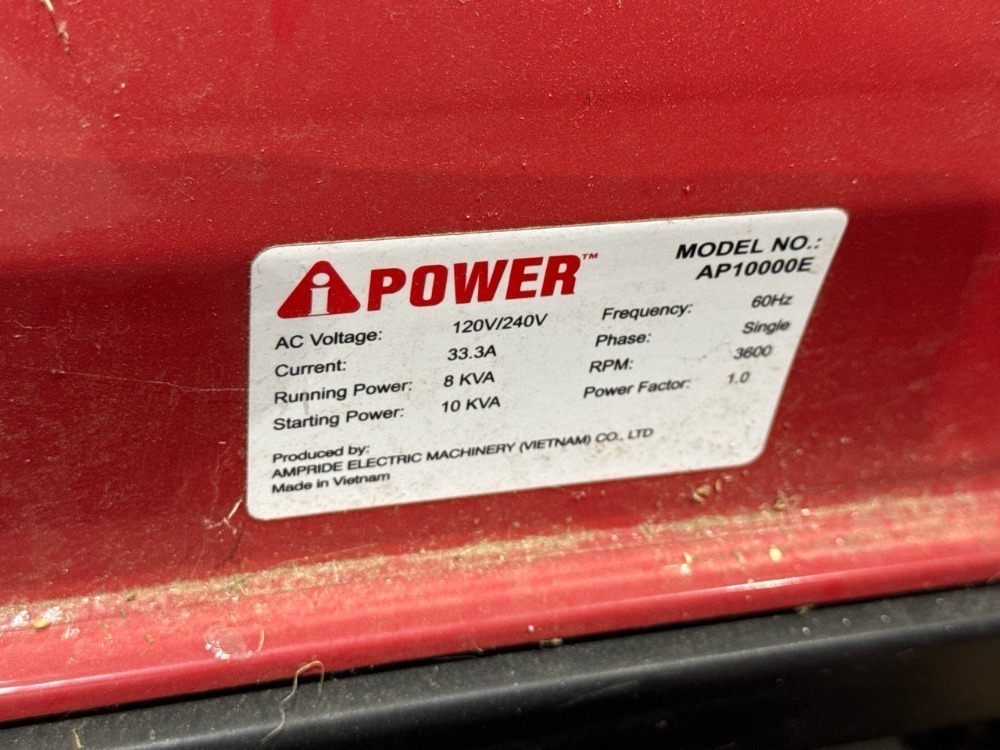 iPOWER™
MODEL NO.:
AP10000E
AC Voltage: 120V/240V
Frequency: 60Hz
Current: 33.3A
Phase: Single
Running Power: 8 KVA
RPM: 3600
Starting Power: 10 KVA
Power Factor: 1.0
Produced by:
AMPRIDE ELECTRIC MACHINERY (VIETNAM) CO., LTD
Made in Vietnam